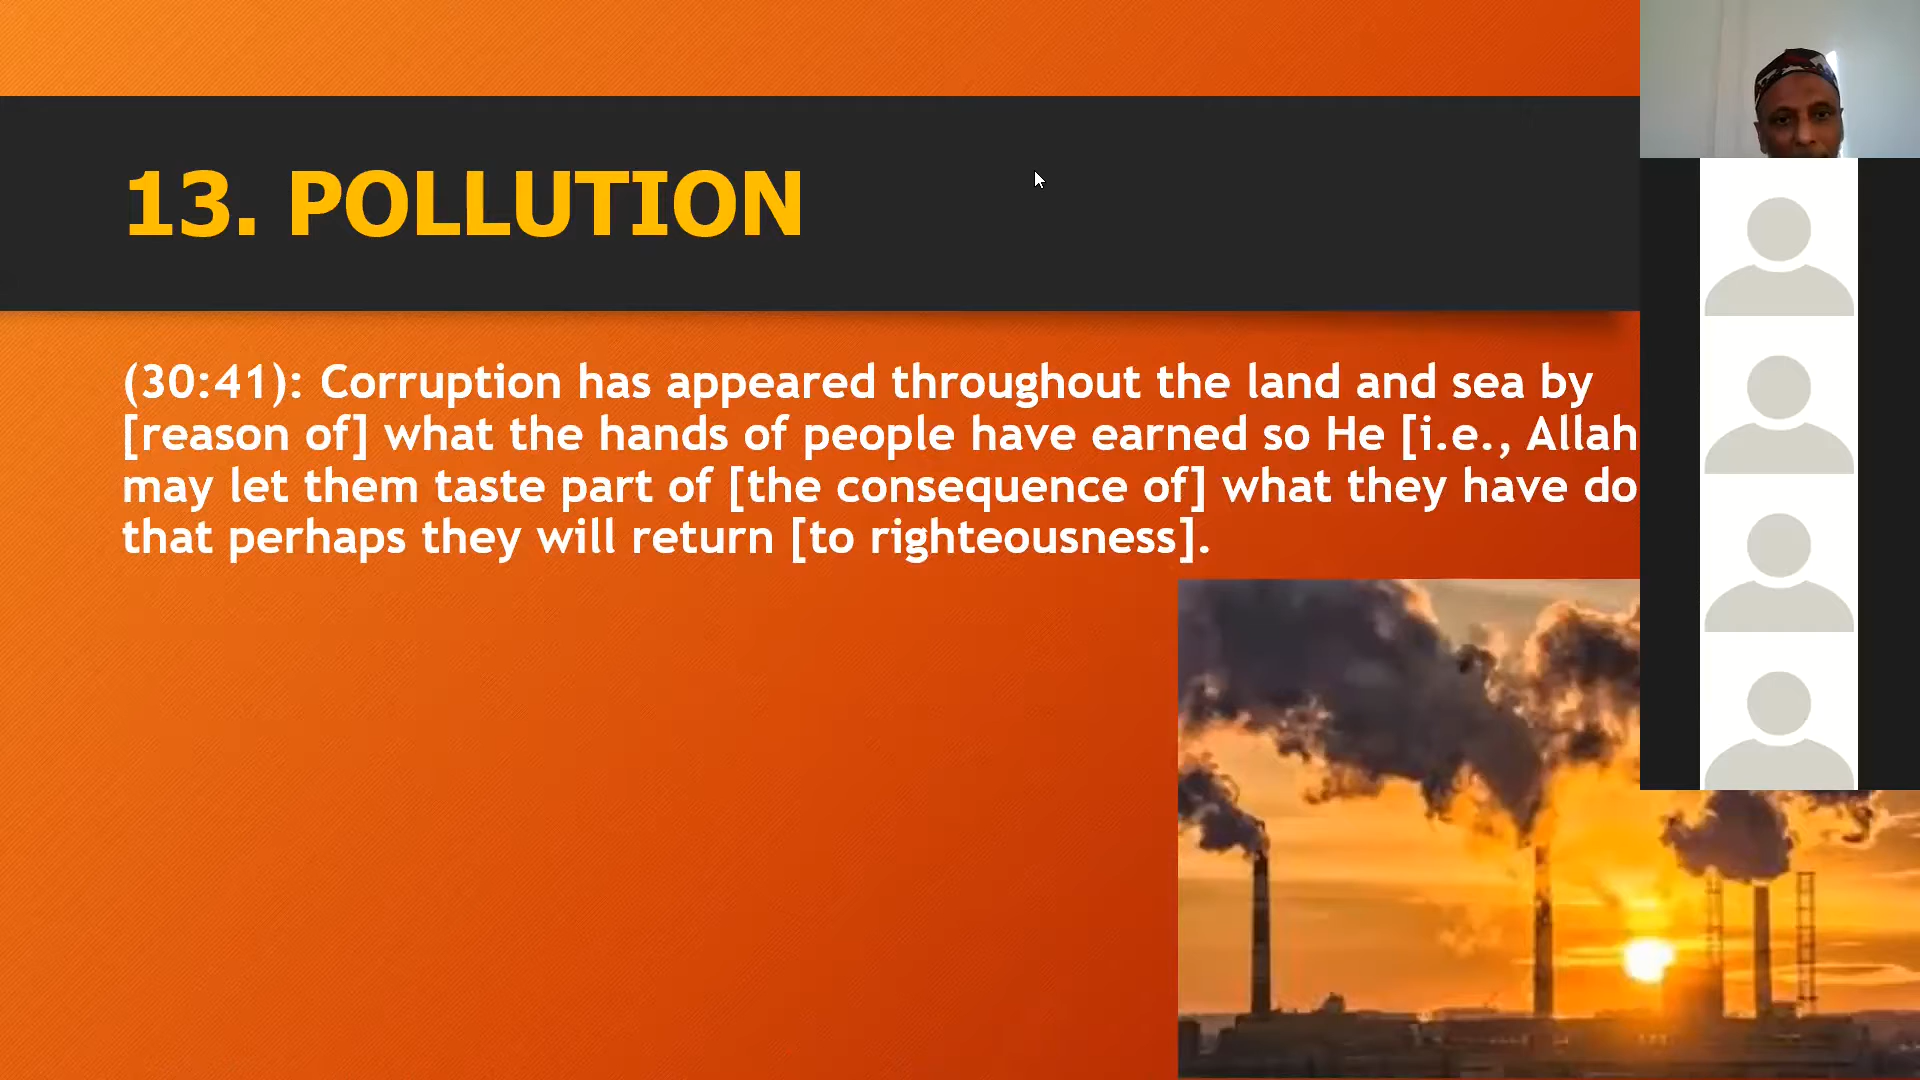 13. POLLUTION
(30:41): Corruption has appeared throughout the land and sea by
[reason of] what the hands of people have earned so He [i.e., Allah
may let them taste part of [the consequence of] what they have do
that perhaps they will return [to righteousness].